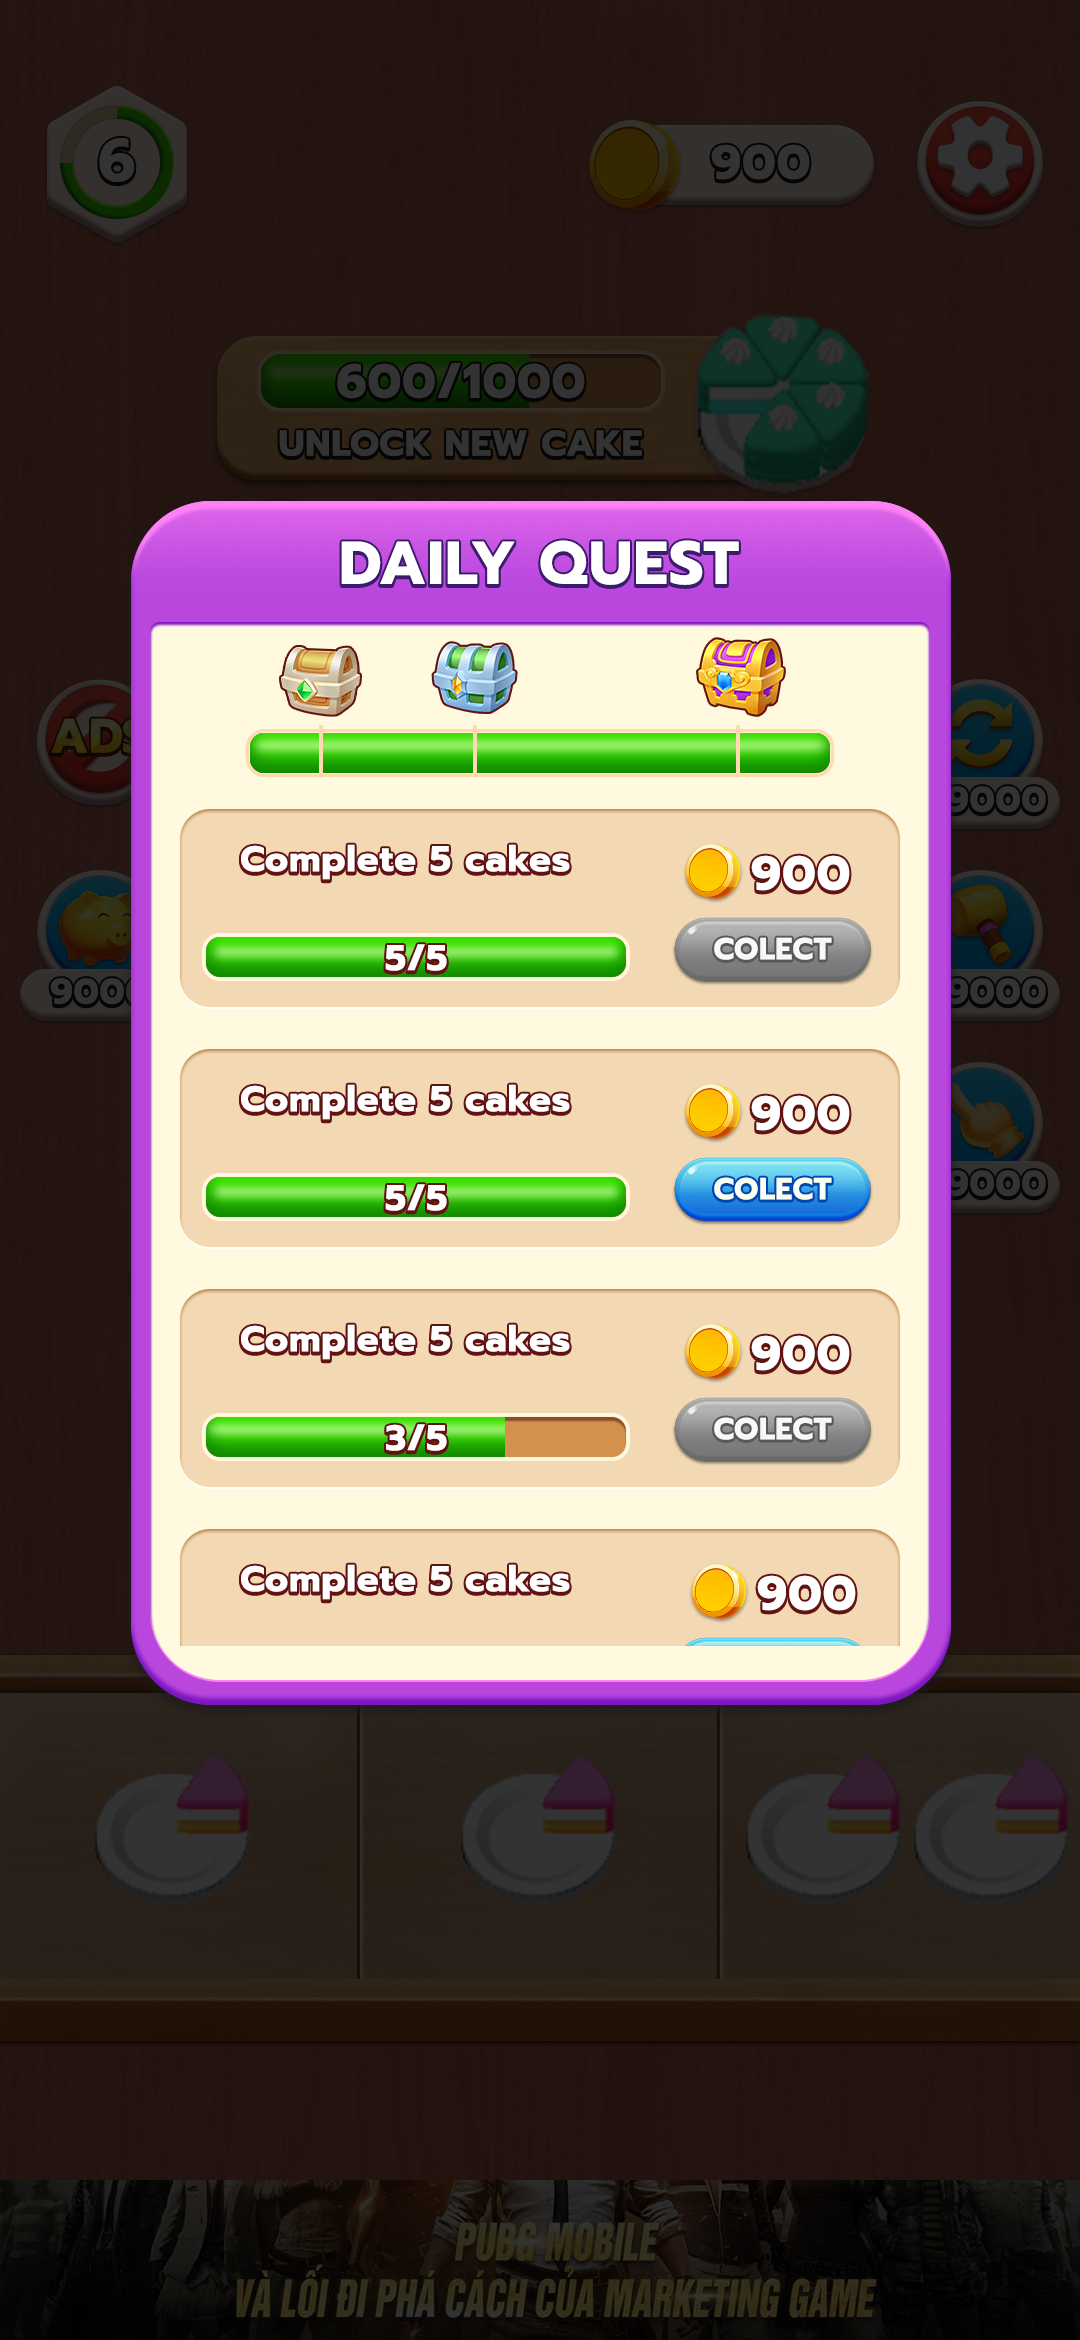 6
900
600/1000
UNLOCK NEW CAKE
DAILY QUEST
ADS
9000
Complete 5 cakes
900
5/5
COLECT
9000
Complete 5 cakes
900
5/5
COLECT
9000
Complete 5 cakes
900
3/5
COLECT
Complete 5 cakes
900
PUBG MOBILE
VÀ LỐI ĐI PHÁ CÁCH CỦA MARKETING GAME